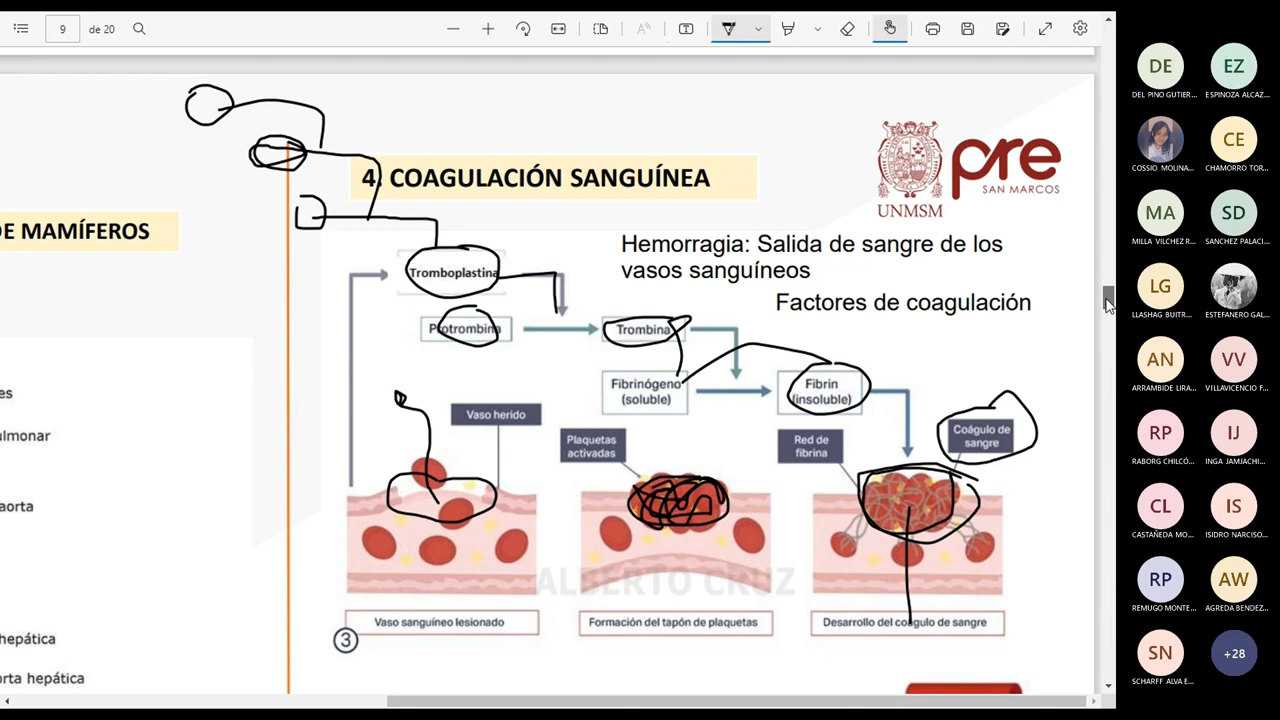 9
de 20
DE MAMÍFEROS
4. COAGULACIÓN SANGUÍNEA
UNMSM
pre
SAN MARCOS
Hemorragia: Salida de sangre de los
vasos sanguíneos
Factores de coagulación
Tromboplastina
Protrombina
Trombina
Fibrinógeno
(soluble)
Fibrin
(insoluble)
Vaso herido
Plaquetas
activadas
Red de
fibrina
Coágulo de
sangre
ALBERTO CRUZ
Vaso sanguíneo lesionado
Formación del tapón de plaquetas
Desarrollo del coágulo de sangre
3
es
ulmonar
aorta
hepática
orta hepática
DE
DEL PINO GUTIER...
EZ
ESPINOZA ALCAZ...
COSSIO MOLINA...
CE
CHAMORRO TOR...
MA
MILLA VILCHEZ R...
SD
SANCHEZ PALACI...
LG
LLASHAG BUITR...
ESTEFANERO GAL...
AN
ARRAMBIDE LIRA...
VV
VILLAVICENCIO F...
RP
RABORG CHILCÓ...
IJ
INGA JAMJACHI...
CL
CASTAÑEDA MO...
IS
ISIDRO NARCISO...
RP
REMUGO MONTE...
AW
AGREDA BENDEZ...
SN
SCHARFF ALVA E...
+28